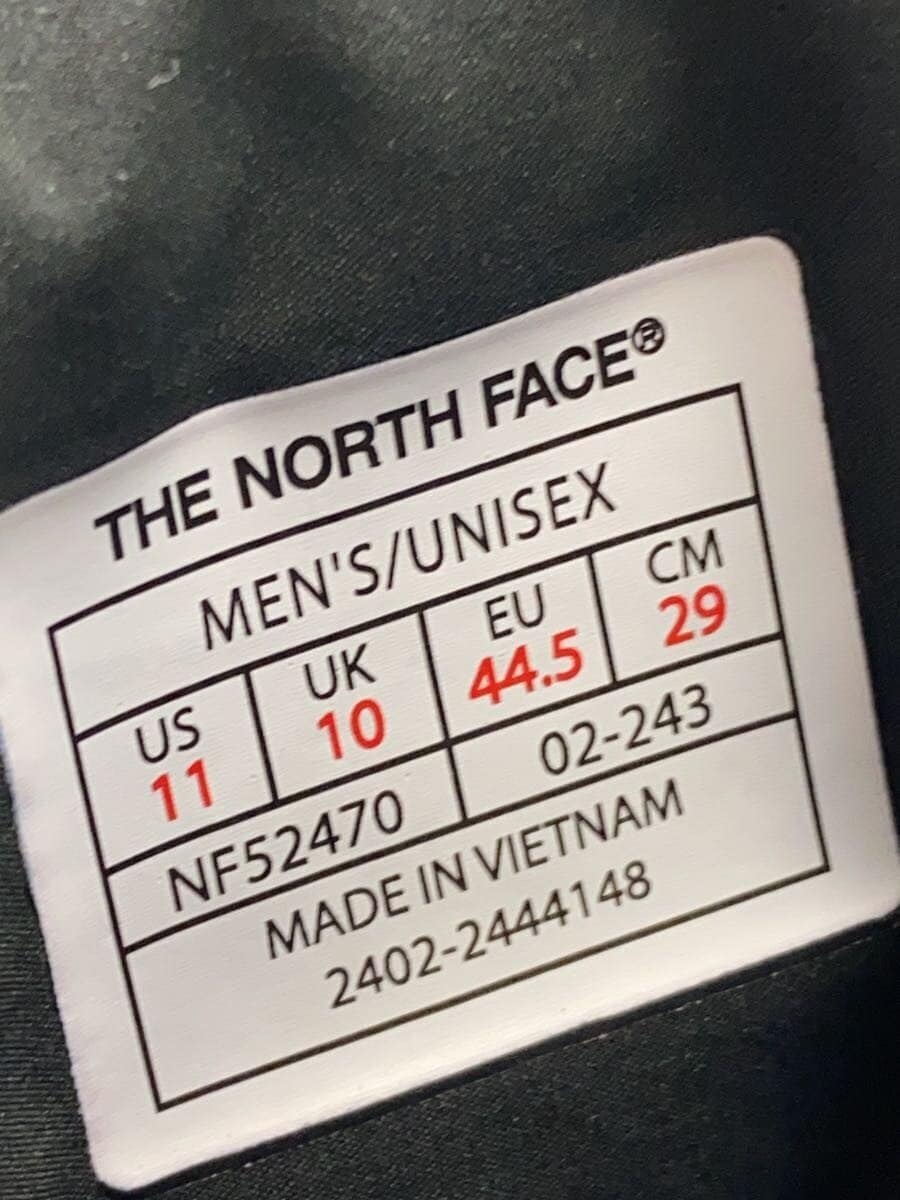 THE NORTH FACE®
MEN'S/UNISEX
US UK EU CM
11 10 44.5 29
NF52470 02-243
MADE IN VIETNAM
2402-2444148